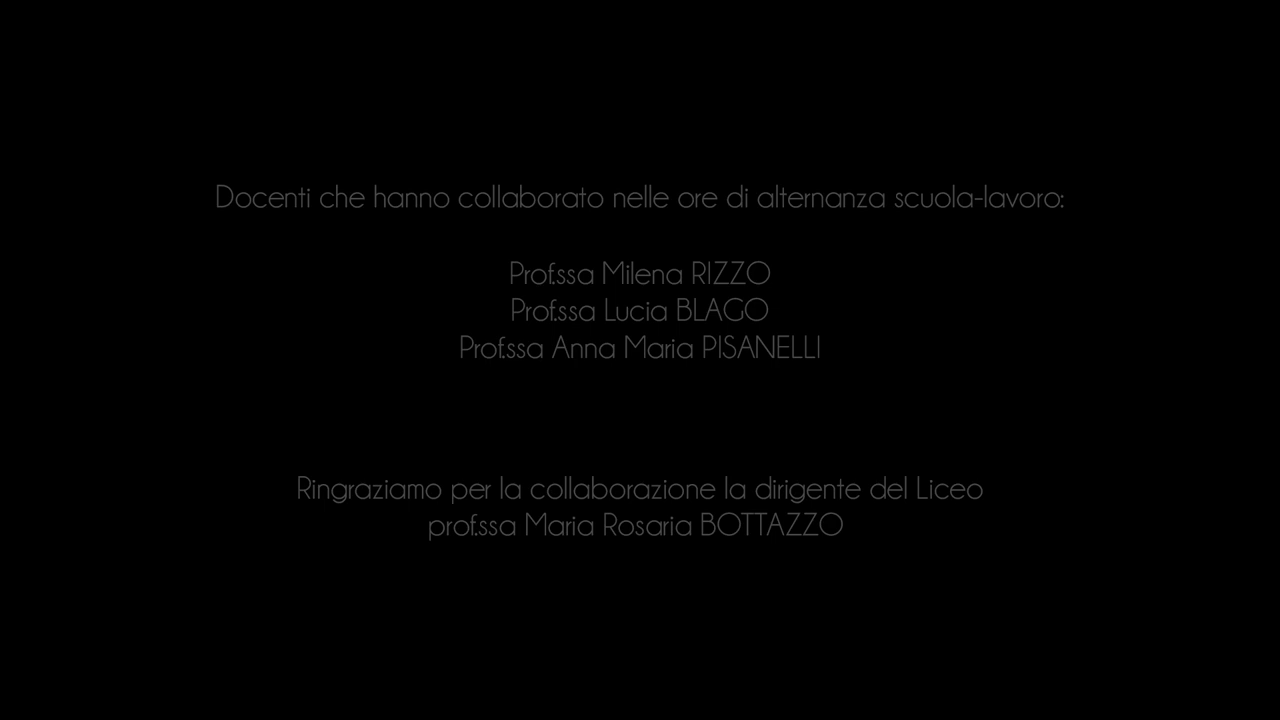 Docenti che hanno collaborato nelle ore di alternanza scuola-lavoro:
Prof.ssa Milena RIZZO
Prof.ssa Lucia BLAGO
Prof.ssa Anna Maria PISANELLI
Ringraziamo per la collaborazione la dirigente del Liceo
prof.ssa Maria Rosaria BOTTAZZO